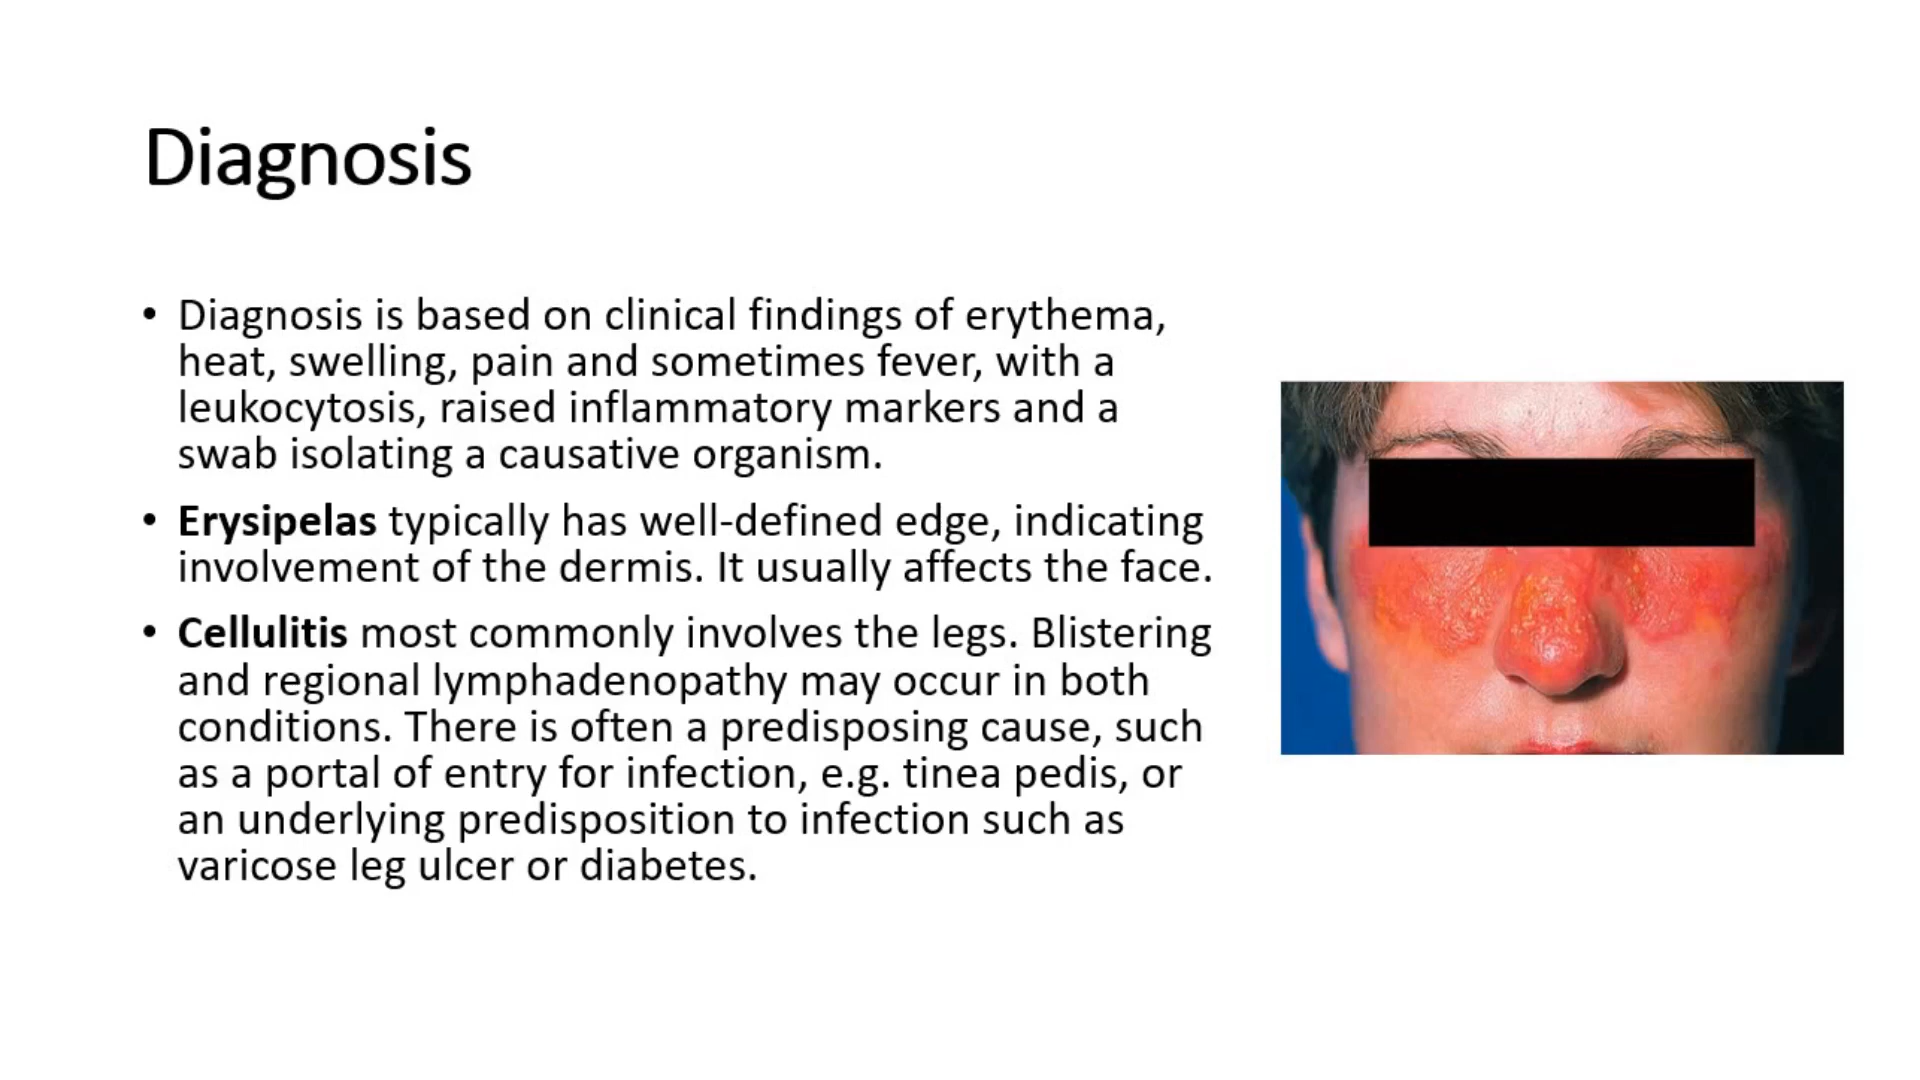 Diagnosis
• Diagnosis is based on clinical findings of erythema,
heat, swelling, pain and sometimes fever, with a
leukocytosis, raised inflammatory markers and a
swab isolating a causative organism.
• Erysipelas typically has well-defined edge, indicating
involvement of the dermis. It usually affects the face.
• Cellulitis most commonly involves the legs. Blistering
and regional lymphadenopathy may occur in both
conditions. There is often a predisposing cause, such
as a portal of entry for infection, e.g. tinea pedis, or
an underlying predisposition to infection such as
varicose leg ulcer or diabetes.